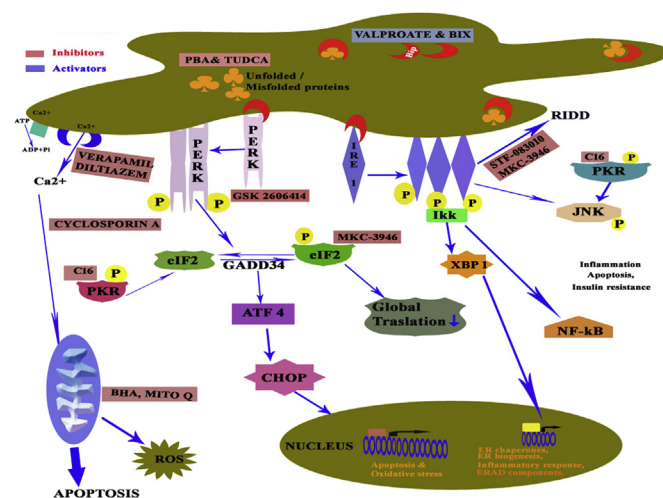 VALPROATE & BIX
Inhibitors
Activators
PBA& TUDCA
Bip
Unfolded /
Misfolded proteins
Ca2+
ATP
ADP+Pi
Ca2+
VERAPAMIL
DILTIAZEM
Ca2+
PERK
PERK
IRE 1
RIDD
STF-083010
MKC-3946
C16
P
PKR
GSK 2606414
P
P
P
P
P
Ikk
JNK
P
CYCLOSPORIN A
P
MKC-3946
eIF2
GADD34
eIF2
XBP 1
Inflammation
Apoptosis,
Insulin resistance
C16
P
PKR
ATF 4
Global
Traslation
NF-kB
CHOP
BHA, MITO Q
ROS
NUCLEUS
Apoptosis &
Oxidative stress
ER chaperones,
ER biogenesis,
Inflammatory response,
ERAD components.
APOPTOSIS